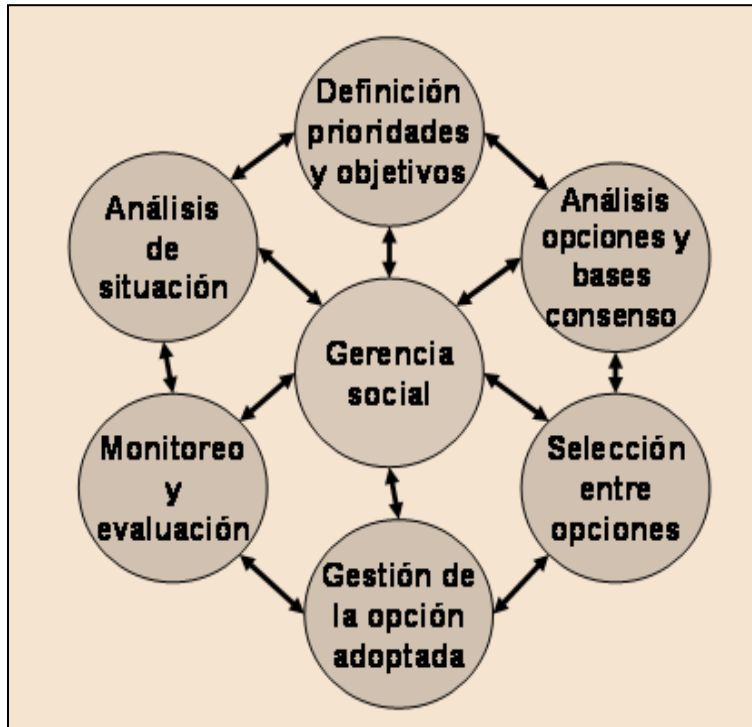 Definición
prioridades
y objetivos
Análisis
de
situación
Análisis
opciones y
bases
consenso
Gerencia
social
Monitoreo
y
evaluación
Selección
entre
opciones
Gestión de
la opción
adoptada